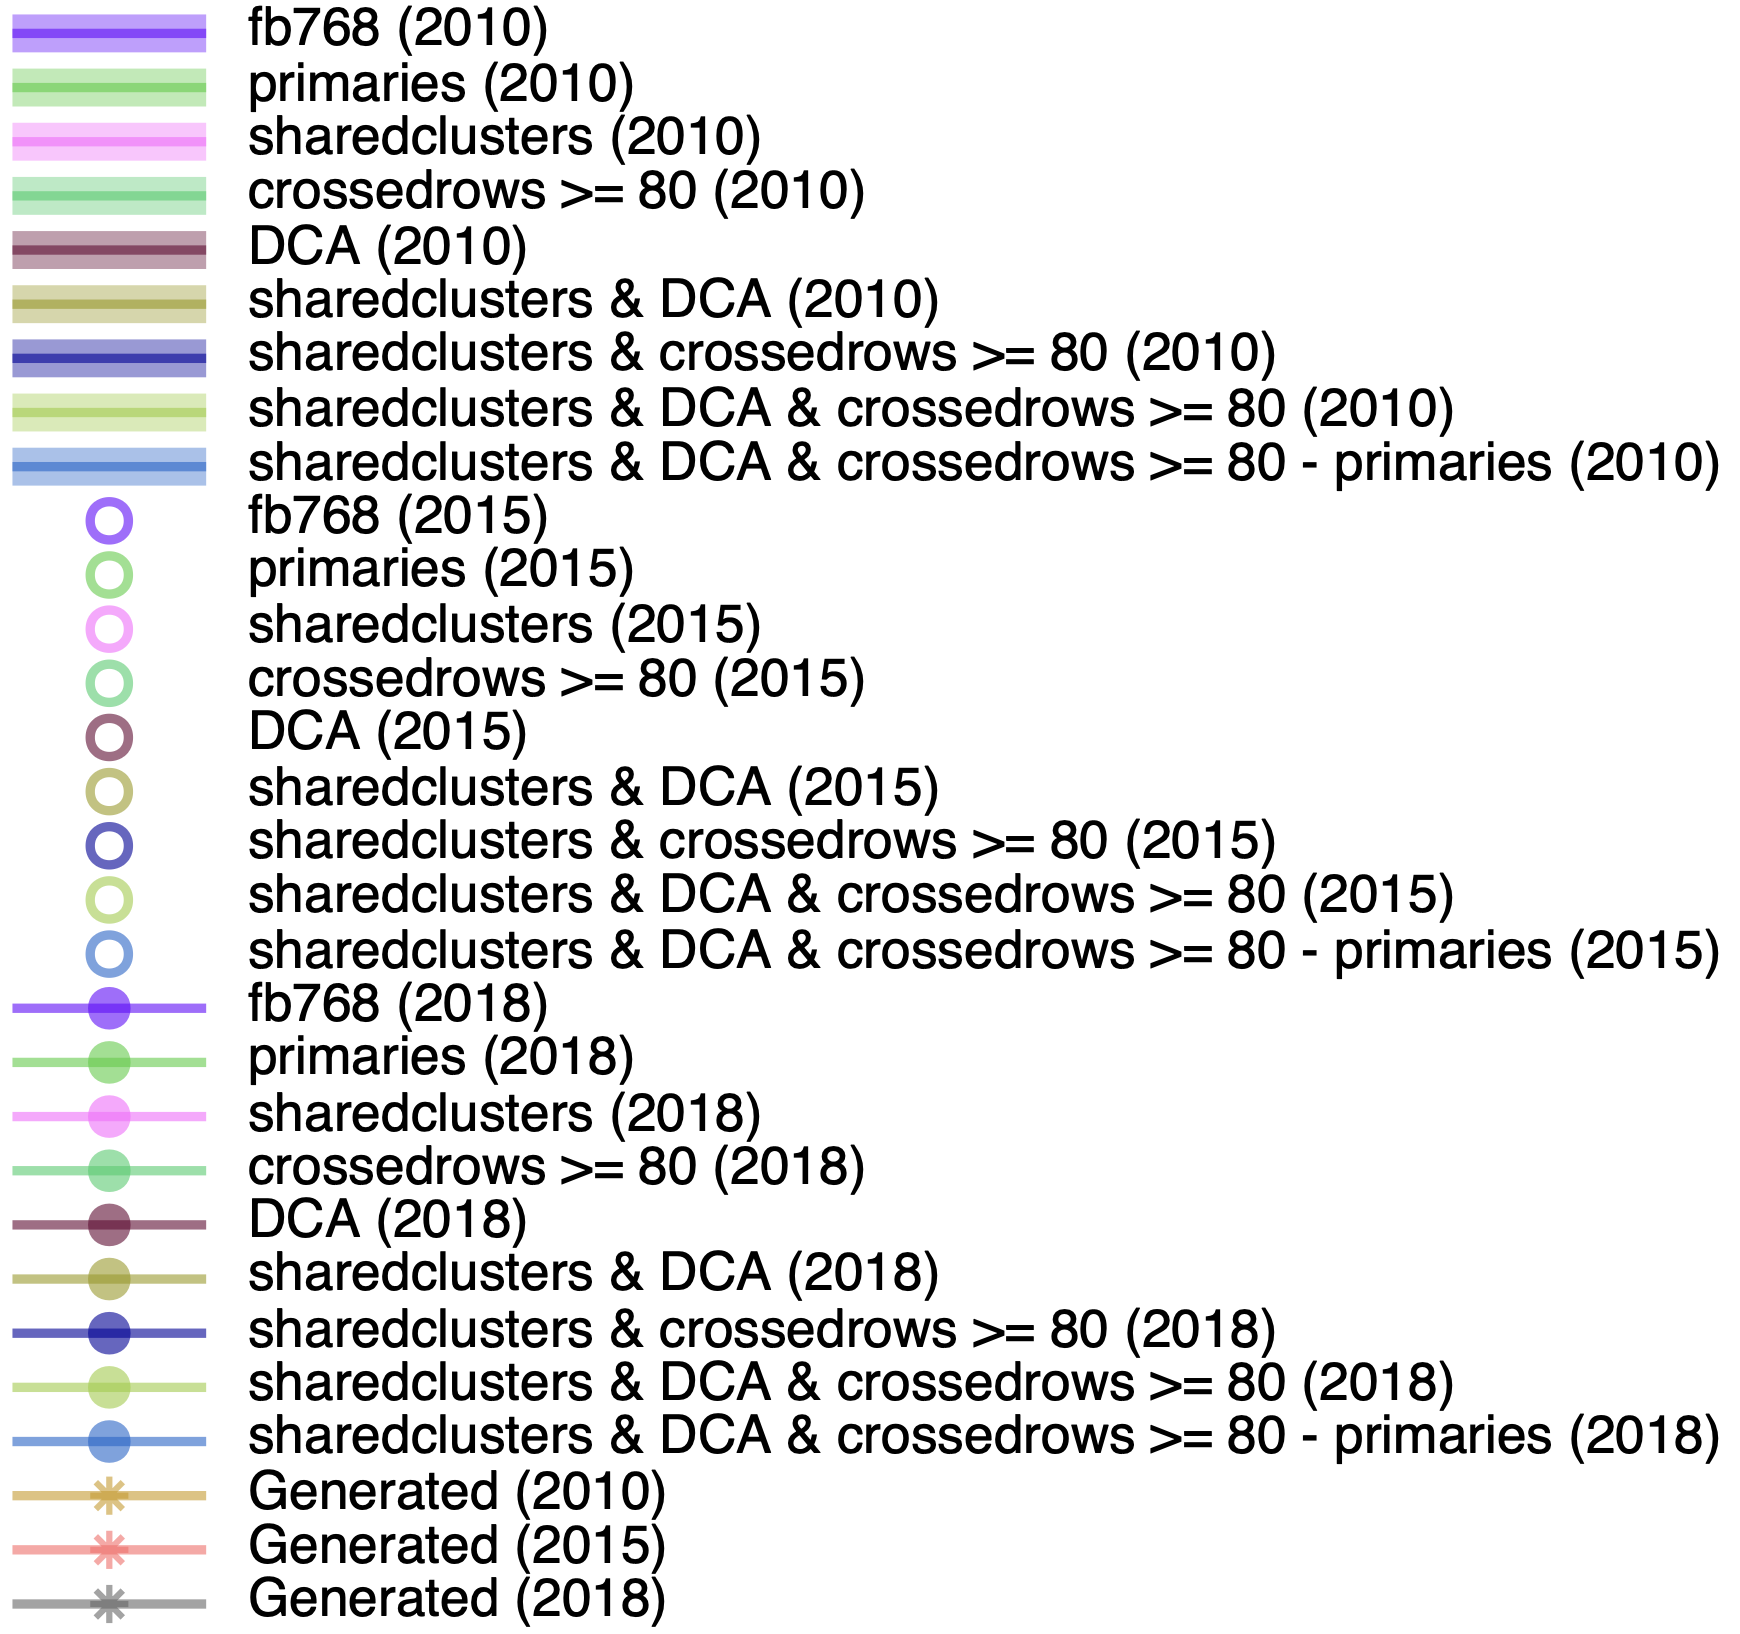 fb768 (2010)
primaries (2010)
sharedclusters (2010)
crossedrows >= 80 (2010)
DCA (2010)
sharedclusters & DCA (2010)
sharedclusters & crossedrows >= 80 (2010)
sharedclusters & DCA & crossedrows >= 80 (2010)
sharedclusters & DCA & crossedrows >= 80 - primaries (2010)
fb768 (2015)
primaries (2015)
sharedclusters (2015)
crossedrows >= 80 (2015)
DCA (2015)
sharedclusters & DCA (2015)
sharedclusters & crossedrows >= 80 (2015)
sharedclusters & DCA & crossedrows >= 80 (2015)
sharedclusters & DCA & crossedrows >= 80 - primaries (2015)
fb768 (2018)
primaries (2018)
sharedclusters (2018)
crossedrows >= 80 (2018)
DCA (2018)
sharedclusters & DCA (2018)
sharedclusters & crossedrows >= 80 (2018)
sharedclusters & DCA & crossedrows >= 80 (2018)
sharedclusters & DCA & crossedrows >= 80 - primaries (2018)
Generated (2010)
Generated (2015)
Generated (2018)